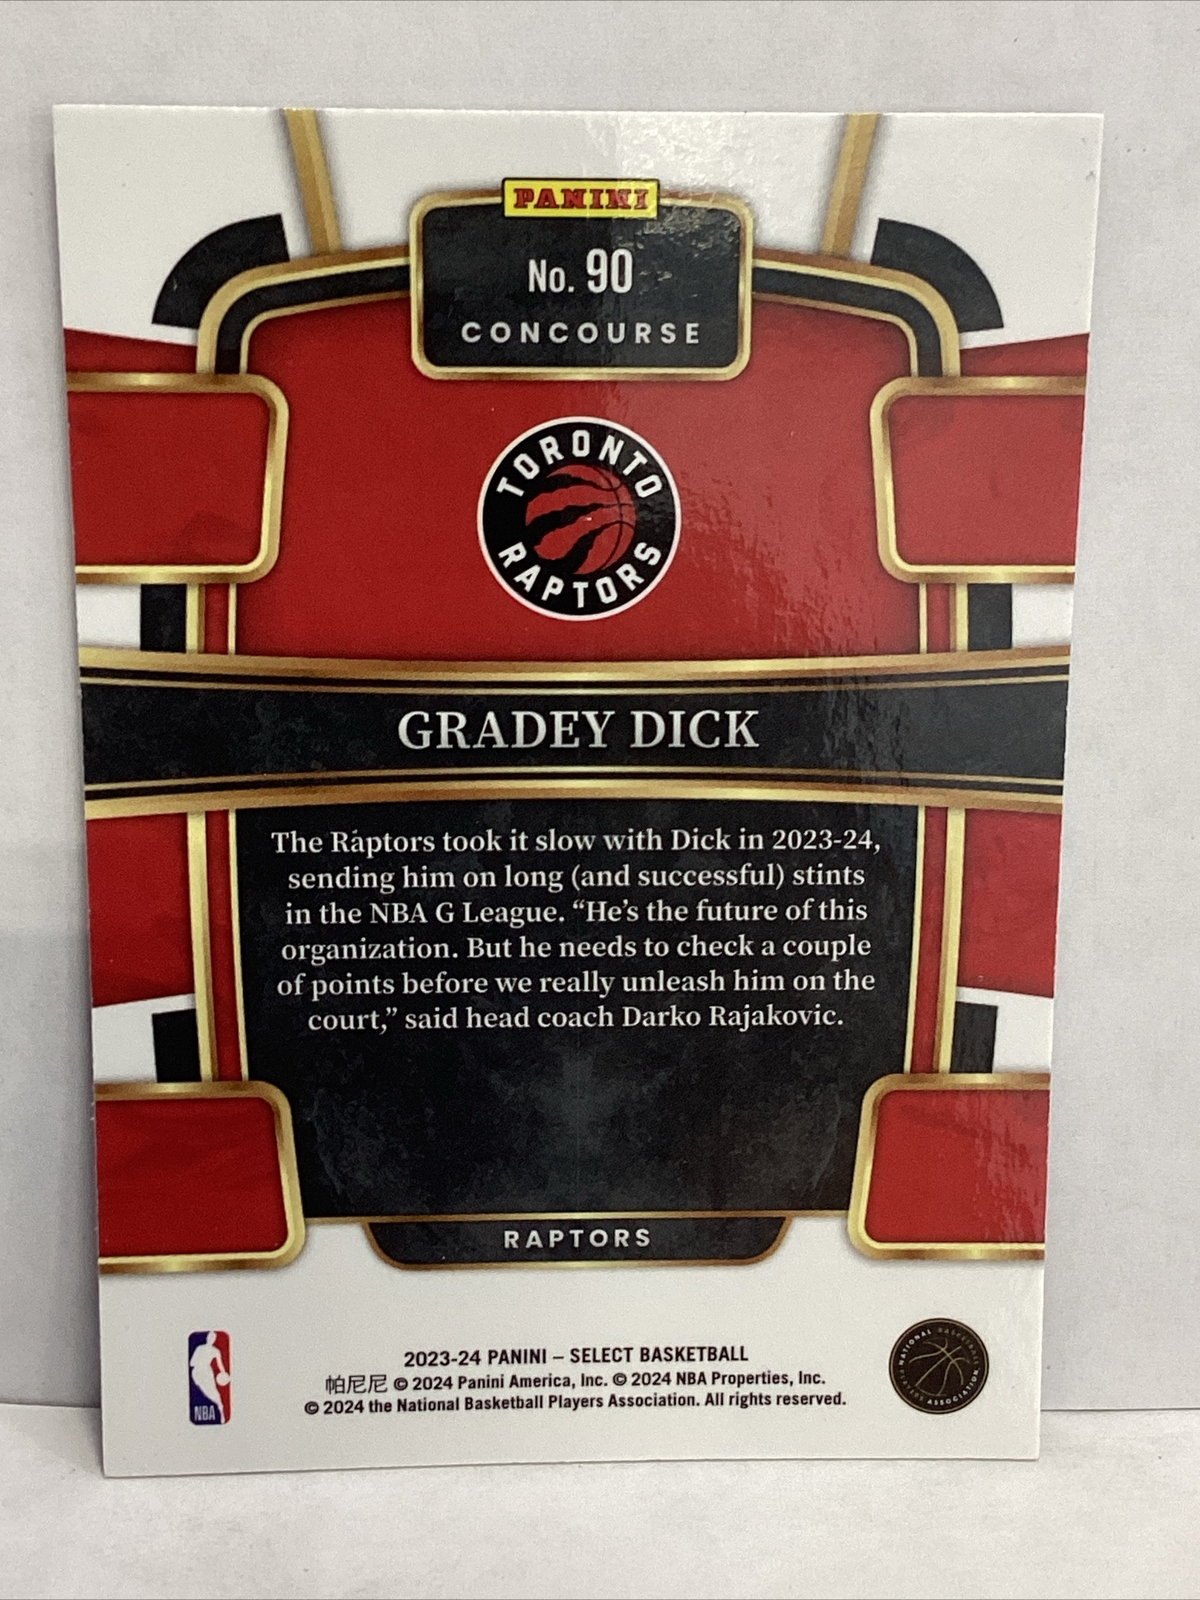 PANINI
No. 90
CONCOURSE
TORONTO
RAPTORS
GRADEY DICK
The Raptors took it slow with Dick in 2023-24,
sending him on long (and successful) stints
in the NBA G League. “He’s the future of this
organization. But he needs to check a couple
of points before we really unleash him on the
court,” said head coach Darko Rajakovic.
RAPTORS
NBA
2023-24 PANINI – SELECT BASKETBALL
帕尼尼 © 2024 Panini America, Inc. © 2024 NBA Properties, Inc.
© 2024 the National Basketball Players Association. All rights reserved.
NATIONAL BASKETBALL
PLAYERS ASSOCIATION